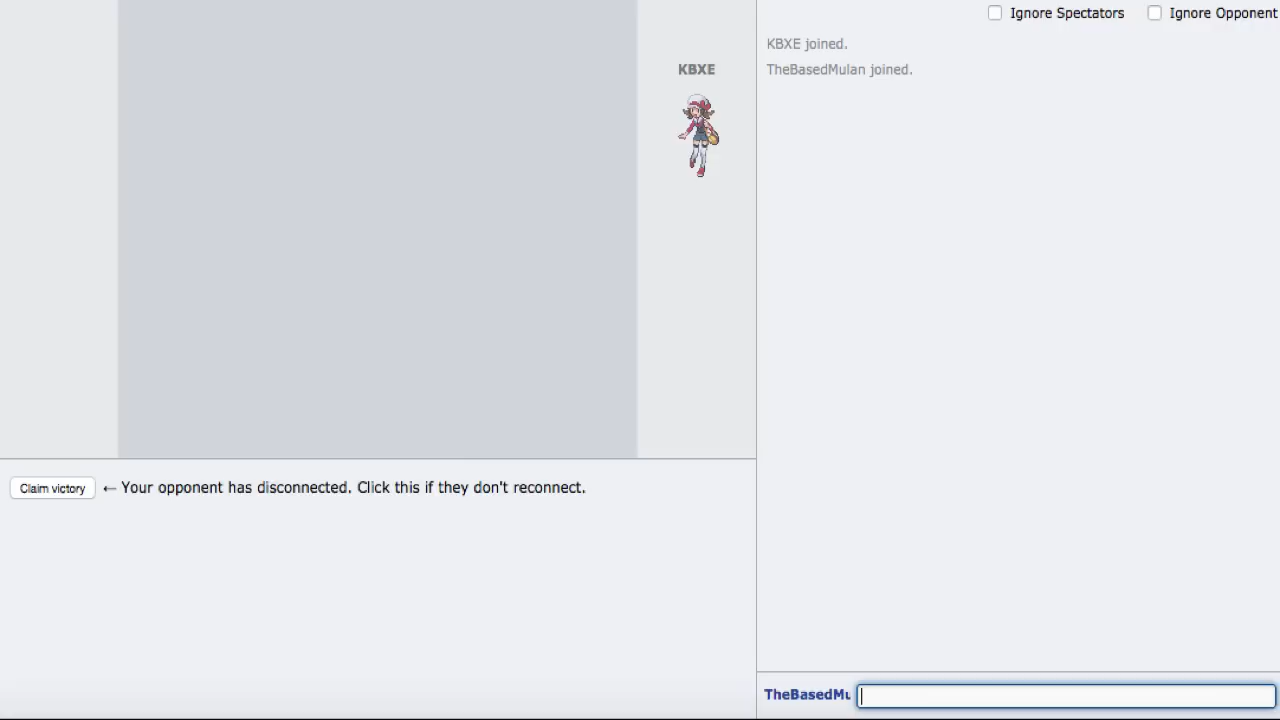 Ignore Spectators Ignore Opponent
KBXE joined.
KBXE
TheBasedMulan joined.
Claim victory ← Your opponent has disconnected. Click this if they don't reconnect.
TheBasedMu